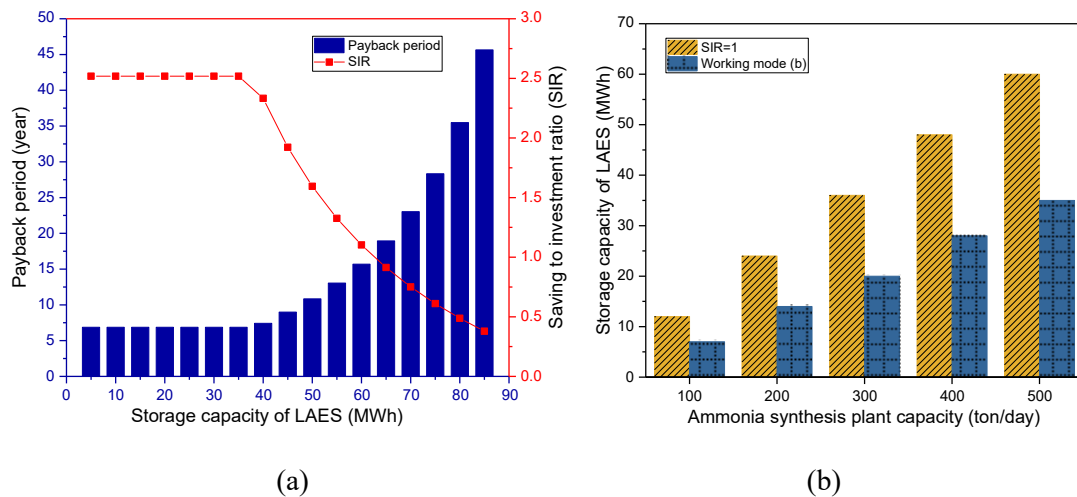 Payback period (year)
50
45
40
35
30
25
20
15
10
5
0
Payback period
SIR
3.0
2.5
2.0
1.5
1.0
0.5
0.0
Saving to investment ratio (SIR)
0 10 20 30 40 50 60 70 80 90
Storage capacity of LAES (MWh)
(a)
Storage capacity of LAES (MWh)
70
60
50
40
30
20
10
0
SIR=1
Working mode (b)
100 200 300 400 500
Ammonia synthesis plant capacity (ton/day)
(b)